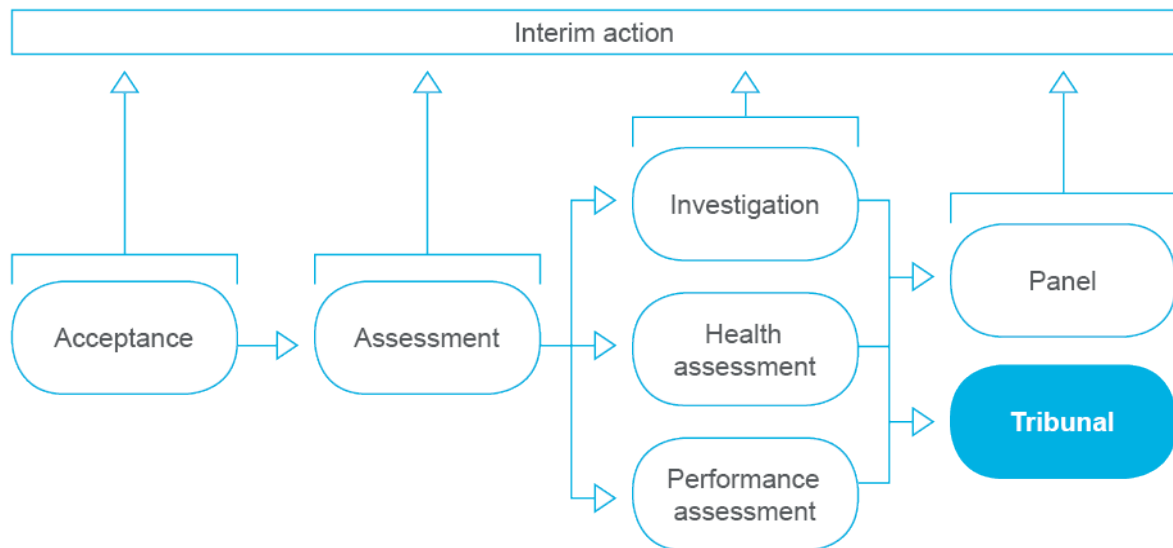 Interim action
Acceptance
Assessment
Investigation
Health
assessment
Performance
assessment
Panel
Tribunal